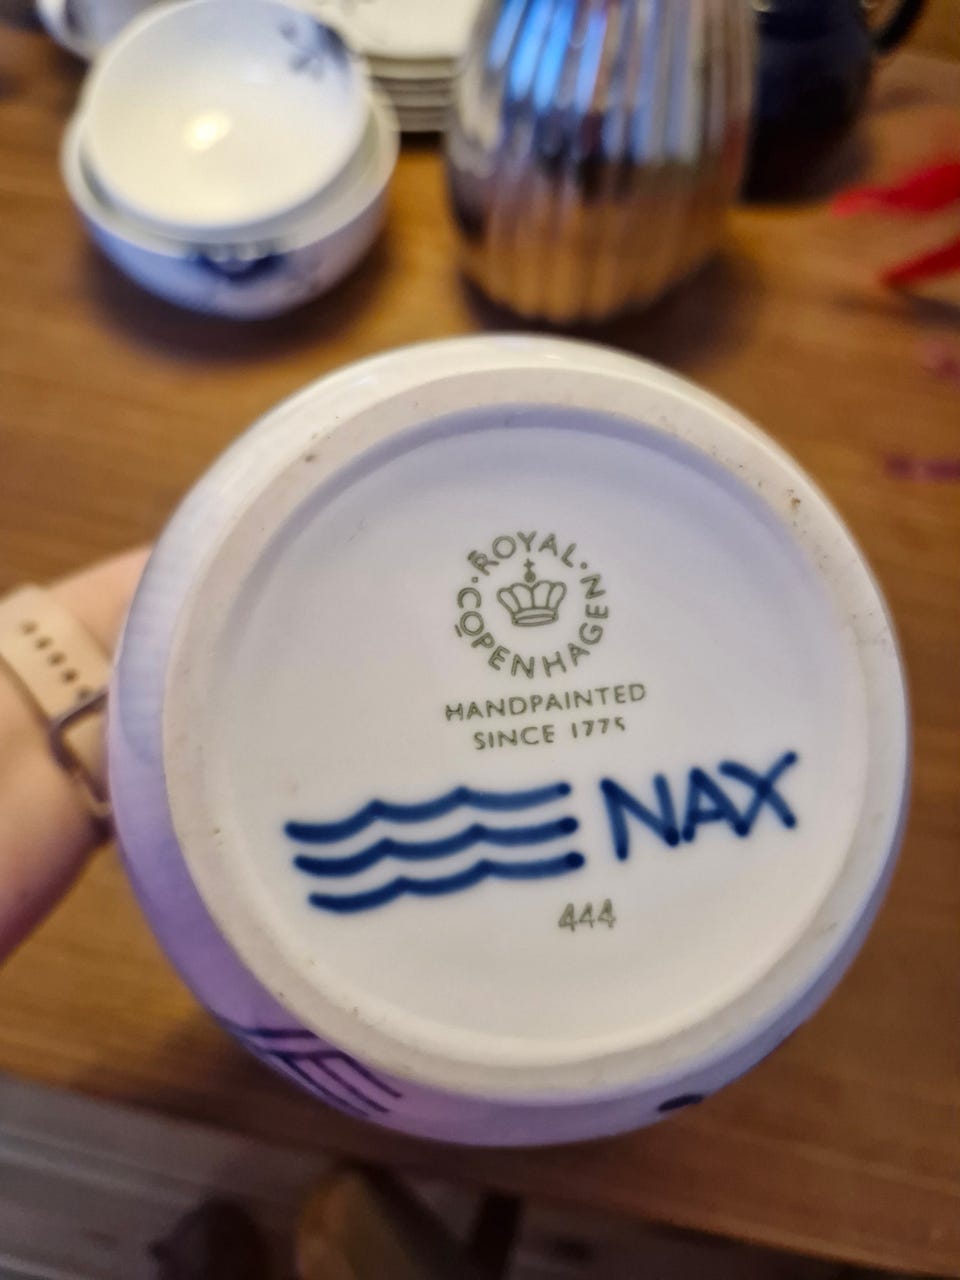 ROYAL · COPENHAGEN ·
HANDPAINTED
SINCE 1775
NAX
444